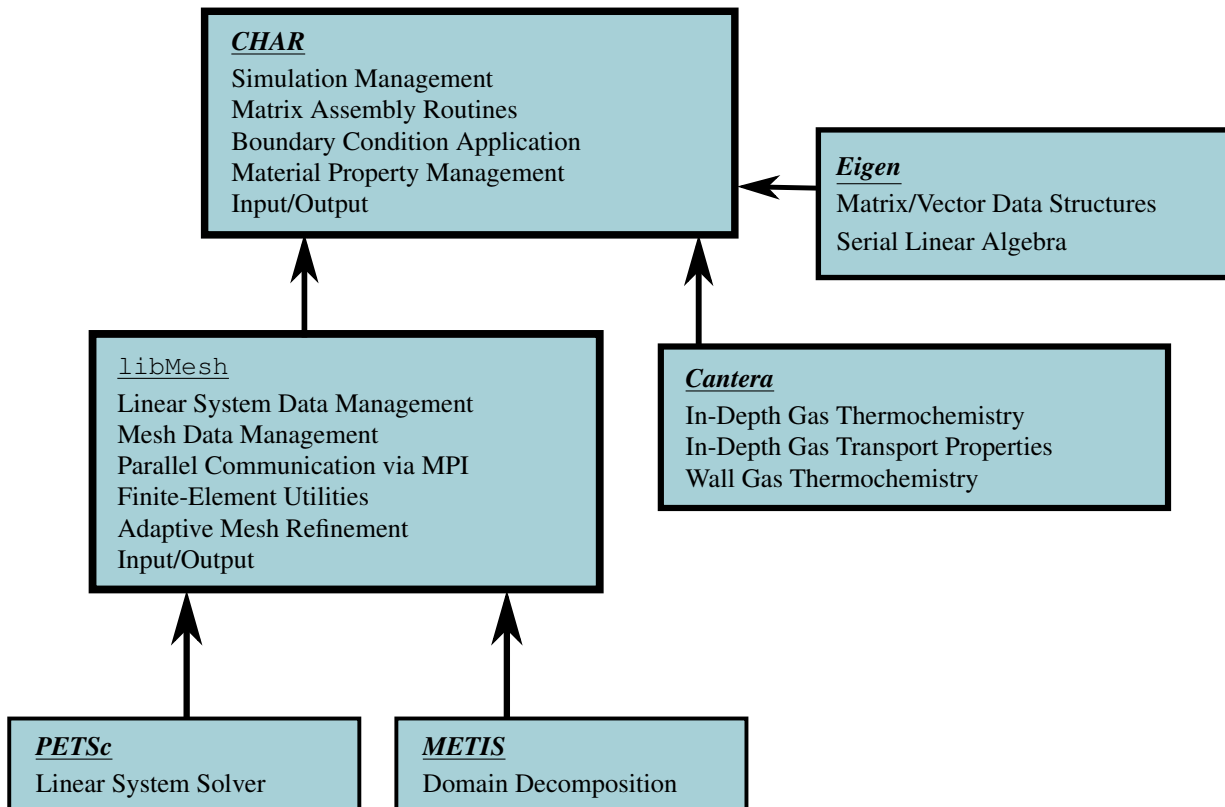 CHAR
Simulation Management
Matrix Assembly Routines
Boundary Condition Application
Material Property Management
Input/Output
Eigen
Matrix/Vector Data Structures
Serial Linear Algebra
libMesh
Linear System Data Management
Mesh Data Management
Parallel Communication via MPI
Finite-Element Utilities
Adaptive Mesh Refinement
Input/Output
Cantera
In-Depth Gas Thermochemistry
In-Depth Gas Transport Properties
Wall Gas Thermochemistry
PETSc
Linear System Solver
METIS
Domain Decomposition